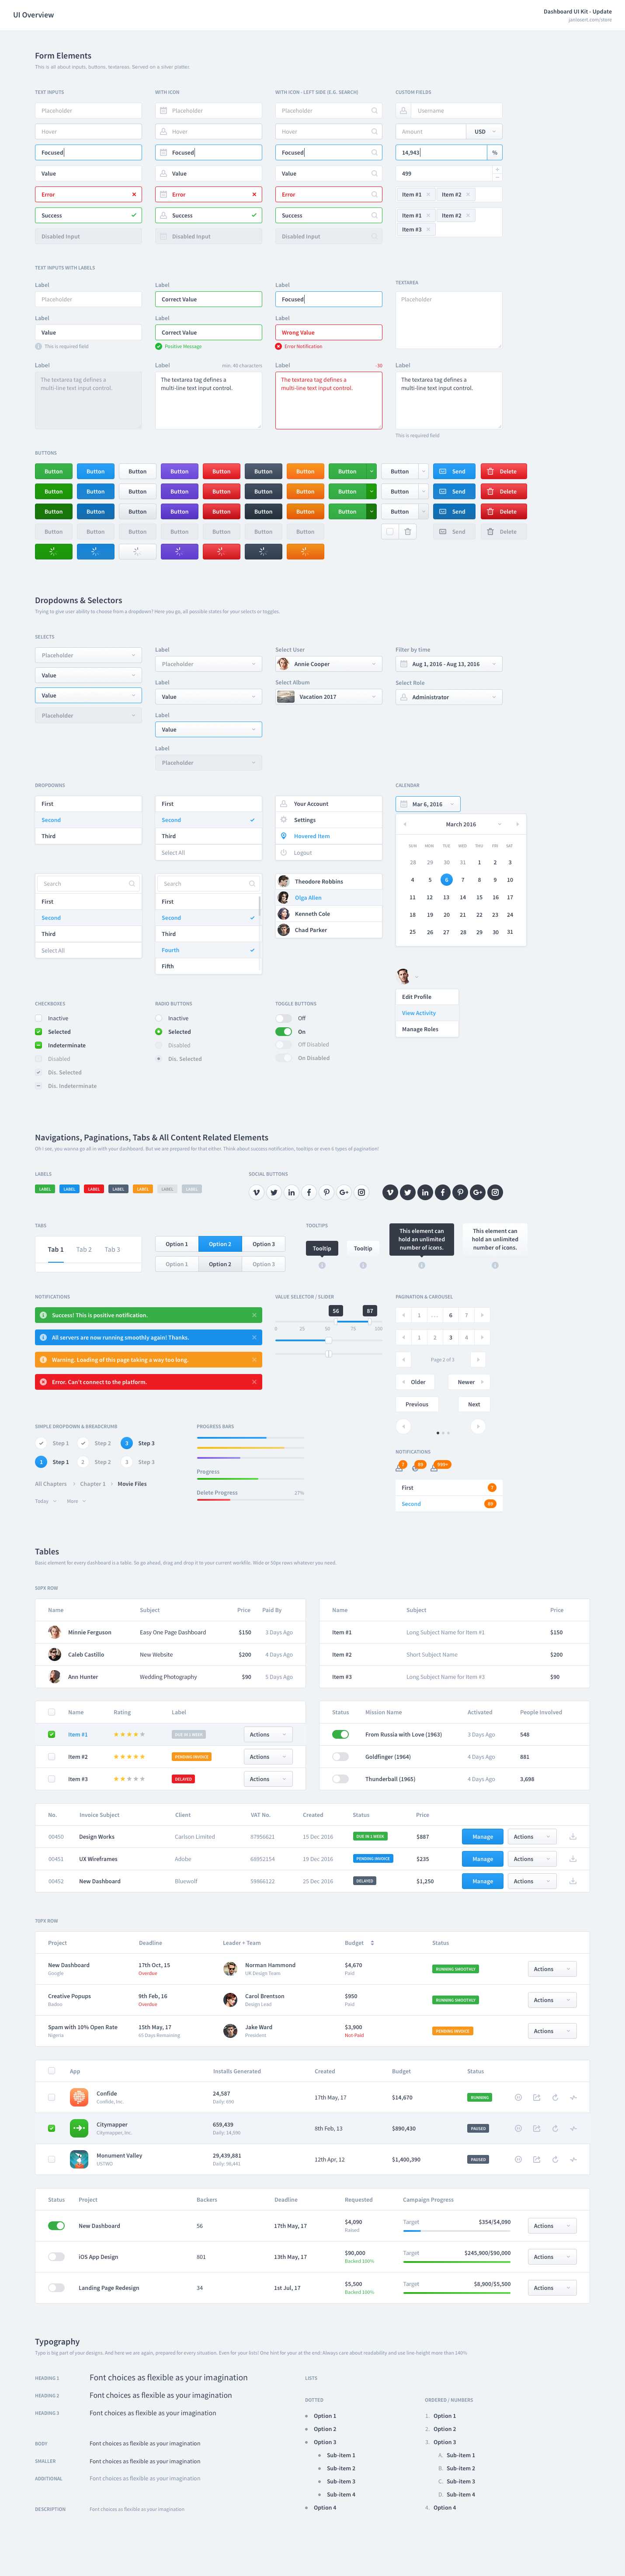 UI Overview
Dashboard UI Kit - Update
Form Elements
This is all about inputs, buttons, textareas. Served on a silver platter.
TEXT INPUTS
WITH ICON
WITH ICON - LEFT SIDE (E.G. SEARCH)
CUSTOM FIELDS
Placeholder Placeholder Placeholder Username
Hover Hover Hover Amount USD
Focused Focused Focused 14,943 %
Value Value Value 499
Error Error Error Item #1 Item #2
Success Success Success Item #1 Item #2
Disabled Input Disabled Input Disabled Input Item #3
TEXT INPUTS WITH LABELS
Label Label Label TEXTAREA
Placeholder Correct Value Focused Placeholder
Label Label Label
Value Correct Value Wrong Value
This is required field Positive Message Error Notification
Label Label min. 40 characters Label Label
The textarea tag defines a
multi-line text input control.
The textarea tag defines a
multi-line text input control.
The textarea tag defines a
multi-line text input control.
The textarea tag defines a
multi-line text input control.
This is required field
BUTTONS
Button Button Button Button Button Button Button Button Button Send Delete
Button Button Button Button Button Button Button Button Button Send Delete
Button Button Button Button Button Button Button Button Button Send Delete
Button Button Button Button Button Button Button Send Delete
Dropdowns & Selectors
Trying to give user ability to choose from a dropdown? Here you go, all possible states for your selects or toggles.
SELECTS
Placeholder
Value
Value
Placeholder
Label
Placeholder
Label
Value
Label
Value
Label
Placeholder
Select User
Annie Cooper
Select Album
Vacation 2017
Filter by time
Aug 1, 2016 - Aug 13, 2016
Select Role
Administrator
DROPDOWNS
First
Second
Third
First
Second
Third
Select All
Your Account
Settings
Hovered Item
Logout
Search
First
Second
Third
Select All
Search
First
Second
Third
Fourth
Fifth
Theodore Robbins
Olga Allen
Kenneth Cole
Chad Parker
CALENDAR
Mar 6, 2016
March 2016
SUN MON TUE WED THU FRI SAT
28 29 30 31 1 2 3
4 5 6 7 8 9 10
11 12 13 14 15 16 17
18 19 20 21 22 23 24
25 26 27 28 29 30 31
Edit Profile
View Activity
Manage Roles
CHECKBOXES
Inactive
Selected
Indeterminate
Disabled
Dis. Selected
Dis. Indeterminate
RADIO BUTTONS
Inactive
Selected
Disabled
Dis. Selected
TOGGLE BUTTONS
Off
On
Off Disabled
On Disabled
Navigations, Paginations, Tabs & All Content Related Elements
Oh I see, you wanna go all in with your dashboard. But we are prepared for that either. Think about success notification, tooltips or even 6 types of pagination!
LABELS
LABEL LABEL LABEL LABEL LABEL LABEL LABEL
SOCIAL BUTTONS
TABS
Tab 1 Tab 2 Tab 3
Option 1 Option 2 Option 3
Option 1 Option 2 Option 3
TOOLTIPS
Tooltip
Tooltip
This element can
hold an unlimited
number of icons.
This element can
hold an unlimited
number of icons.
NOTIFICATIONS
Success! This is positive notification.
All servers are now running smoothly again! Thanks.
Warning. Loading of this page taking a way too long.
Error. Can't connect to the platform.
VALUE SELECTOR / SLIDER
56 87
0 25 50 75 100
PAGINATION & CAROUSEL
1 ... 6 7
1 2 3 4
Page 2 of 3
Older Newer
Previous Next
SIMPLE DROPDOWN & BREADCRUMB
Step 1 Step 2 3 Step 3
1 Step 1 2 Step 2 3 Step 3
All Chapters Chapter 1 Movie Files
Today More
PROGRESS BARS
Progress
Delete Progress 27%
NOTIFICATIONS
First 7
Second
Tables
Basic element for every dashboard is a table. So go ahead, drag and drop it to your current workfile. Wide or 50px rows whatever you need.
50PX ROW
Name Subject Price Paid By
Minnie Ferguson Easy One Page Dashboard $150 3 Days Ago
Caleb Castillo New Website $200 4 Days Ago
Ann Hunter Wedding Photography $90 5 Days Ago
Name Subject Price
Item #1 Long Subject Name for Item #1 $150
Item #2 Short Subject Name $200
Item #3 Long Subject Name for Item #3 $90
Name Rating Label
Item #1 DUE IN 1 WEEK Actions
Item #2 PENDING INVOICE Actions
Item #3 DELAYED Actions
Status Mission Name Activated People Involved
From Russia with Love (1963) 3 Days Ago 548
Goldfinger (1964) 4 Days Ago 881
Thunderball (1965) 4 Days Ago 3,698
No. Invoice Subject Client VAT No. Created Status Price
00450 Design Works Carlson Limited 87956621 15 Dec 2016 DUE IN 1 WEEK $887 Manage Actions
00451 UX Wireframes Adobe 68952154 19 Dec 2016 PENDING INVOICE $235 Manage Actions
00452 New Dashboard Bluewolf 59866122 25 Dec 2016 DELAYED $1,250 Manage Actions
70PX ROW
Project Deadline Leader + Team Budget Status
New Dashboard 17th Oct, 15 Norman Hammond $4,670 RUNNING SMOOTHLY Actions
Google Overdue UK Design Team Paid
Creative Popups 9th Feb, 16 Carol Brentson $950 RUNNING SMOOTHLY Actions
Badoo Overdue Design Lead Paid
Spam with 10% Open Rate 15th May, 17 Jake Ward $3,900 PENDING INVOICE Actions
Nigeria 05 Days Remaining President Not Paid
App Installs Generated Created Budget Status
Confide 24,587 17th May, 17 $14,670 RUNNING
Confide, Inc. Daily: 690
Citymapper 659,439 8th Feb, 13 $890,430 PAUSED
Citymapper, Inc.
Monument Valley 29,439,881 12th Apr, 12 $1,400,390 PAUSED
USTWO
Status Project Backers Deadline Requested Campaign Progress
New Dashboard 56 17th May, 17 $4,090 Target $354/$4,090 Actions
Raised
iOS App Design 801 13th May, 17 $90,000 Target $245,900/$90,000 Actions
Backed 100%
Landing Page Redesign 34 1st Jul, 17 $5,500 Target $8,900/$5,500 Actions
Backed 100%
Typography
Type is big part of your designs. And here we are again, prepared for every situation. Even for your lists! One hint for your at the end: Always care about readability and use line-height more than 140%
HEADING 1 Font choices as flexible as your imagination
HEADING 2 Font choices as flexible as your imagination
HEADING 3 Font choices as flexible as your imagination
BODY Font choices as flexible as your imagination
SMALLER Font choices as flexible as your imagination
ADDITIONAL Font choices as flexible as your imagination
DESCRIPTION Font choices as flexible as your imagination
LISTS
DOTTED
Option 1
Option 2
Option 3
Sub-item 1
Sub-item 2
Sub-item 3
Sub-item 4
Option 4
ORDERED / NUMBERS
1. Option 1
2. Option 2
3. Option 3
A. Sub-item 1
B. Sub-item 2
C. Sub-item 3
D. Sub-item 4
4. Option 4